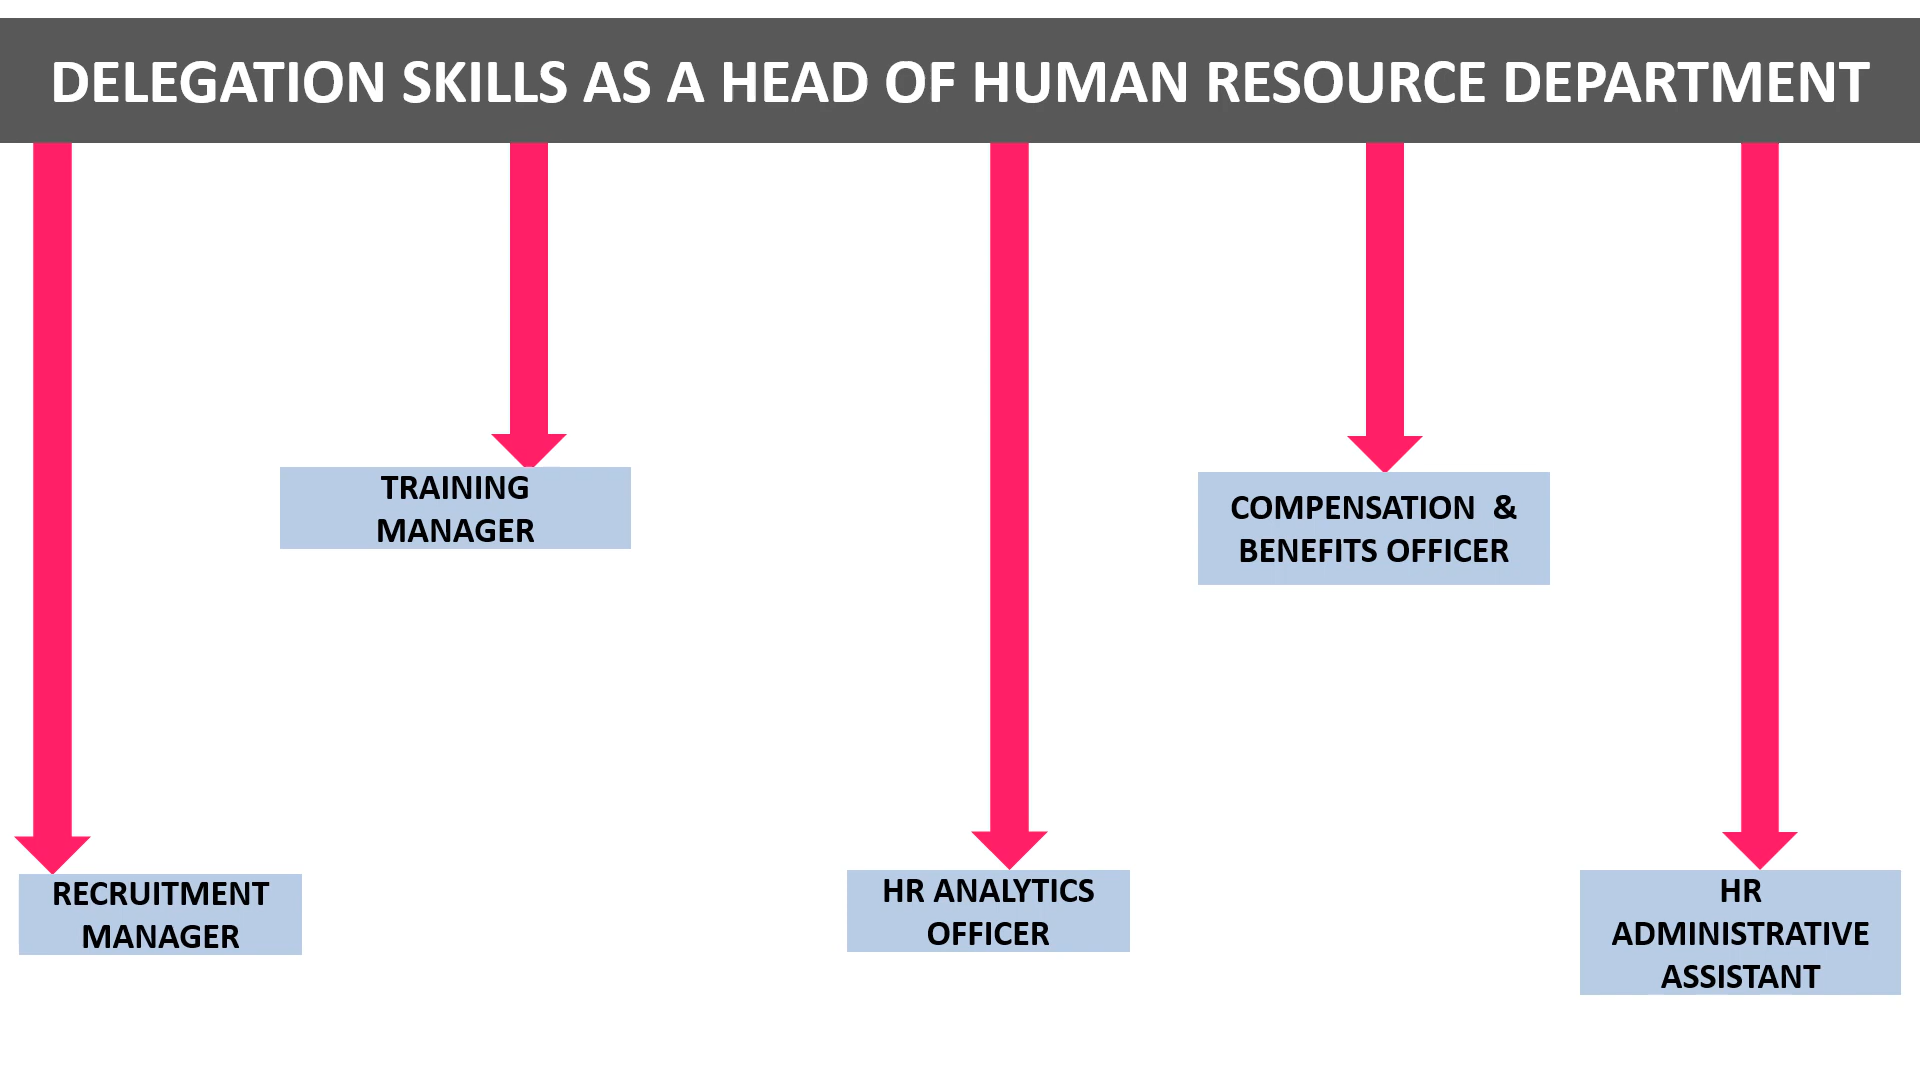 DELEGATION SKILLS AS A HEAD OF HUMAN RESOURCE DEPARTMENT
TRAINING
MANAGER
COMPENSATION  &
BENEFITS OFFICER
RECRUITMENT
MANAGER
HR ANALYTICS
OFFICER
HR
ADMINISTRATIVE
ASSISTANT